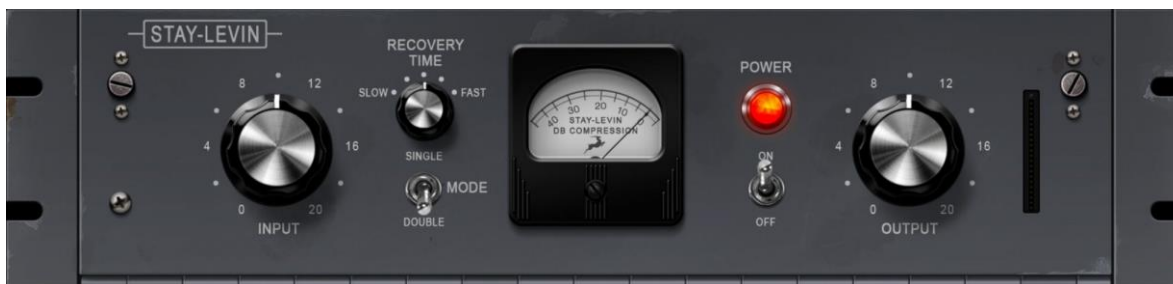 STAY-LEVIN
RECOVERY
TIME
SLOW
FAST
8
12
4
16
0
20
INPUT
SINGLE
MODE
DOUBLE
40 30 20 10 0
STAY-LEVIN
DB COMPRESSION
POWER
ON
OFF
8
12
4
16
0
20
OUTPUT